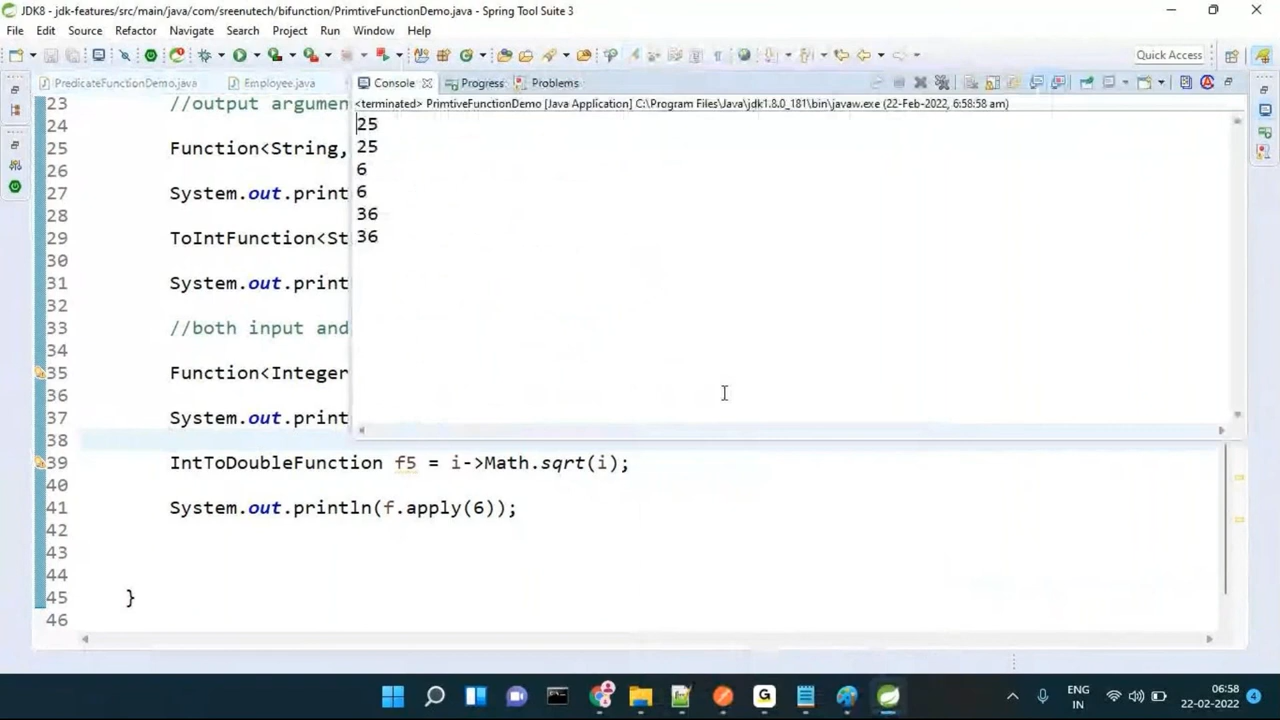 JDK8 - jdk-features/src/main/java/com/sreenutech/bifunction/PrimtiveFunctionDemo.java - Spring Tool Suite 3
File Edit Source Refactor Navigate Search Project Run Window Help
Quick Access
PredicateFunctionDemo.java Employee.java Console Progress Problems
<terminated> PrimtiveFunctionDemo [Java Application] C:\Program Files\Java\jdk1.8.0_181\bin\javaw.exe (22-Feb-2022, 6:58:58 am)
25
25
6
6
36
36
23 //output argumen
24
25 Function<String,
26
27 System.out.print
28
29 ToIntFunction<St
30
31 System.out.print
32
33 //both input and
34
35 Function<Integer
36
37 System.out.print
38
39 IntToDoubleFunction f5 = i->Math.sqrt(i);
40
41 System.out.println(f.apply(6));
42
43
44
45 }
46
ENG
IN
06:58
22-02-2022
4